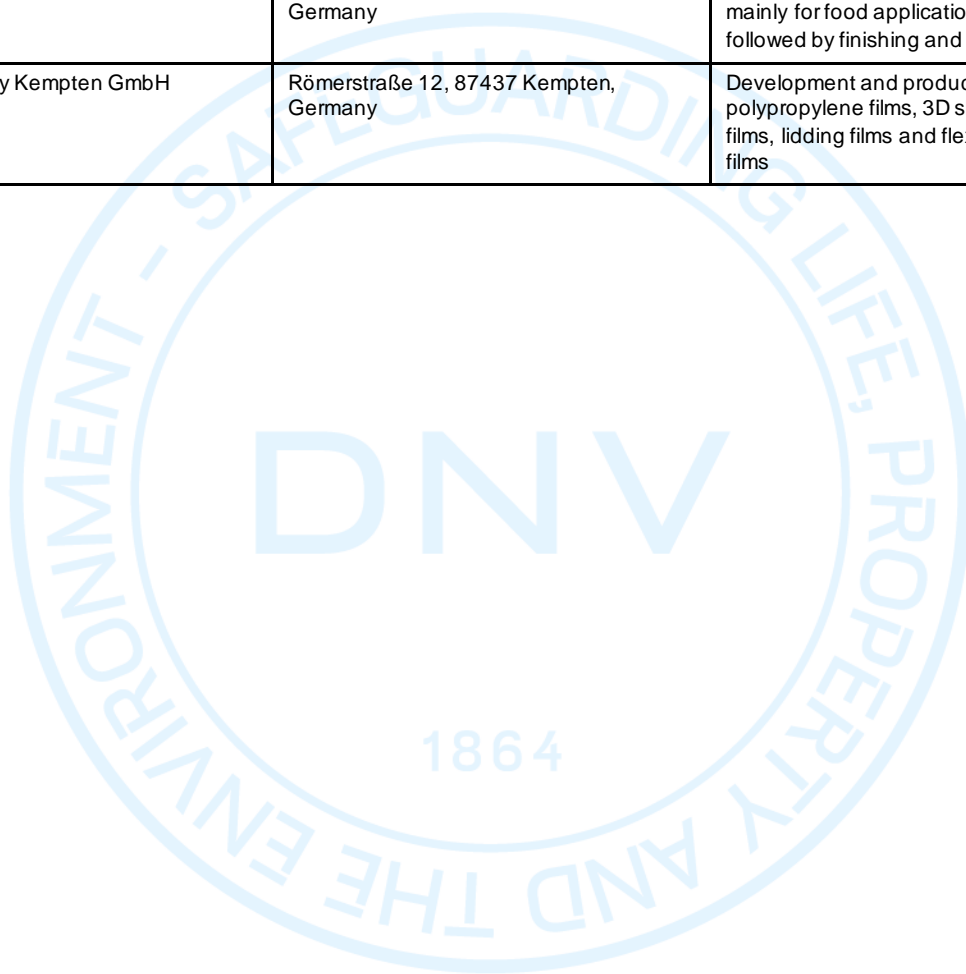 Germany
mainly for food applicatio
followed by finishing and
y Kempten GmbH
Römerstraße 12, 87437 Kempten,
Germany
Development and produc
polypropylene films, 3D s
films, lidding films and fle
films
SAFEGUARDING LIFE, PROPERTY AND THE ENVIRONMENT -
DNV
1864